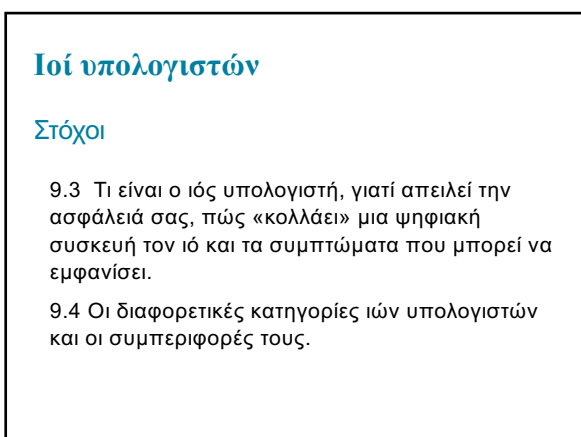 Ιοί υπολογιστών
Στόχοι
9.3 Τι είναι ο ιός υπολογιστή, γιατί απειλεί την
ασφάλειά σας, πώς «κολλάει» μια ψηφιακή
συσκευή τον ιό και τα συμπτώματα που μπορεί να
εμφανίσει.
9.4 Οι διαφορετικές κατηγορίες ιών υπολογιστών
και οι συμπεριφορές τους.